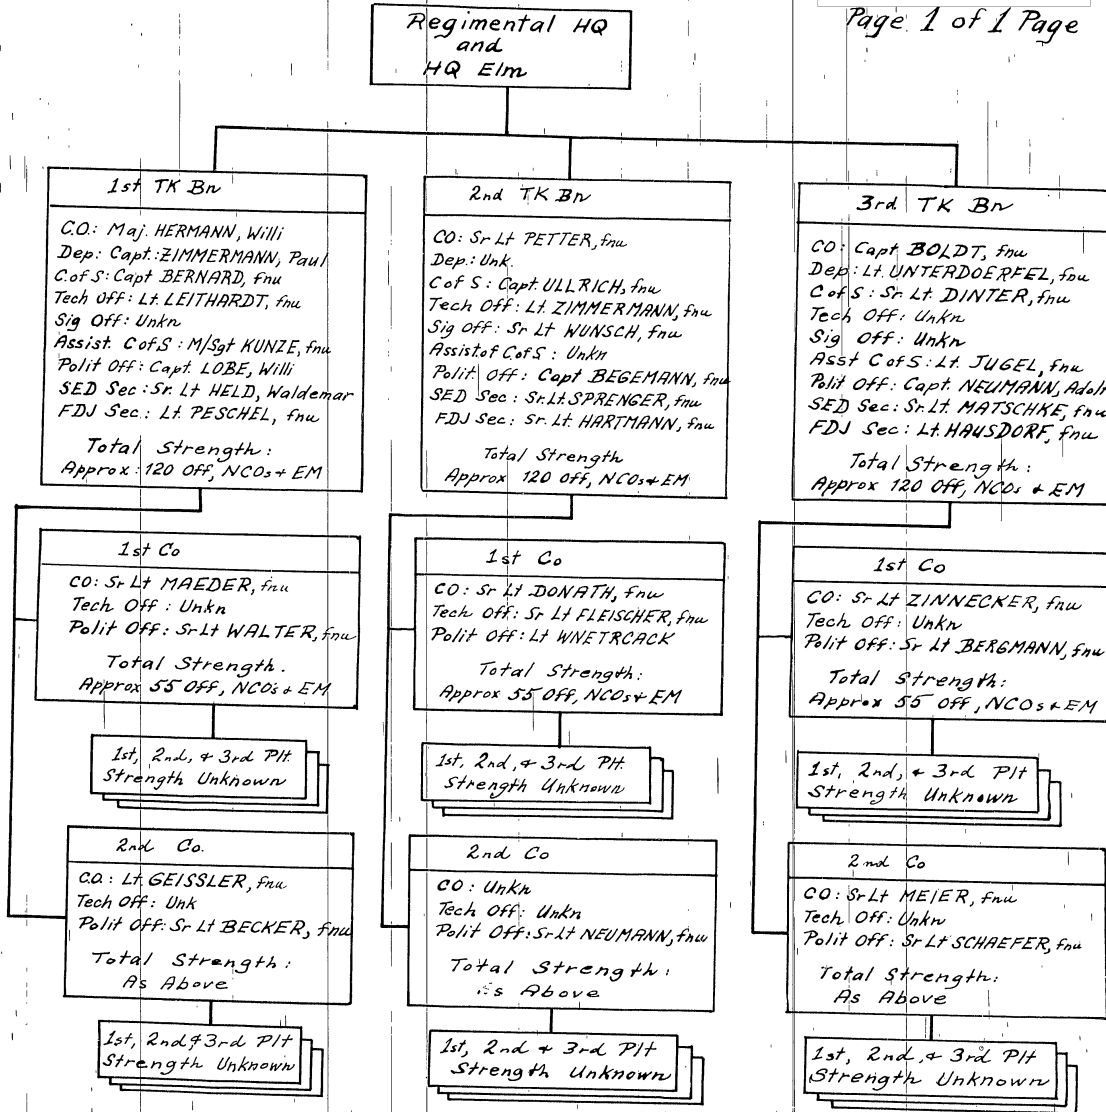 Page 1 of 1 Page
Regimental HQ
and
HQ Elm
1st TK Bn
C.O.: Maj. HERMANN, Willi
Dep: Capt.: ZIMMERMANN, Paul
C.of S: Capt BERNARD, fnu
Tech Off: Lt. LEITHARDT, fnu
Sig Off: Unkn
Assist. C of S: M/Sgt KUNZE, fnu
Polit Off: Capt. LOBE, Willi
SED Sec: Sr. Lt HELD, Waldemar
FDJ Sec.: Lt. PESCHEL, fnu
Total Strength:
Approx: 120 Off, NCOs + EM
1st Co
CO: Sr Lt MAEDER, fnu
Tech Off: Unkn
Polit Off: Sr Lt WALTER, fnu
Total Strength.
Approx 55 Off, NCO's + EM
1st, 2nd, + 3rd Plt
Strength Unknown
2nd Co.
C.O.: Lt. GEISSLER, fnu
Tech Off: Unk
Polit Off: Sr Lt BECKER, fnu
Total Strength:
As Above
1st, 2nd & 3rd Plt
Strength Unknown
2nd TK Bn
CO: Sr Lt PETTER, fnu
Dep.: Unk.
C of S: Capt. ULLRICH, fnu
Tech Off: Lt. ZIMMERMANN, fnu
Sig Off: Sr Lt WUNSCH, fnu
Assist.of C of S: Unkn
Polit. Off: Capt BEGEMANN, fnu
SED Sec: Sr. Lt. SPRENGER, fnu
FDJ Sec: Sr. Lt. HARTMANN, fnu
Total Strength
Approx 120 Off, NCOs + EM
1st Co
CO: Sr Lt DONATH, fnu
Tech Off: Sr Lt FLEISCHER, fnu
Polit Off: Lt WNETRCACK
Total Strength:
Approx 55 Off, NCOs + EM
1st, 2nd, + 3rd Plt.
Strength Unknown
2nd Co
CO: Unkn
Tech Off: Unkn
Polit Off: Sr Lt NEUMANN, fnu
Total Strength:
As Above
1st, 2nd + 3rd Plt
Strength Unknown
3rd TK Bn
CO: Capt BOLDT, fnu
Dep: Lt. UNTERDOERFEL, fnu
C of S: Sr Lt. DINTER, fnu
Tech Off: Unkn
Sig Off: Unkn
Asst C of S: Lt. JUGEL, fnu
Polit Off: Capt. NEUMANN, Adolf
SED Sec: Sr. Lt. MATSCHKE, fnu
FDJ Sec: Lt. HAUSDORF, fnu
Total Strength:
Approx 120 Off, NCOs + EM
1st Co
CO: Sr Lt ZINNECKER, fnu
Tech Off: Unkn
Polit Off: Sr Lt BERGMANN, fnu
Total Strength:
Approx 55 Off, NCOs + EM
1st, 2nd, + 3rd Plt
Strength Unknown
2nd Co
CO: Sr Lt MEIER, fnu
Tech Off: Unkn
Polit Off: Sr Lt SCHAEFER, fnu
Total Strength:
As Above
1st, 2nd, + 3rd Plt
Strength Unknown